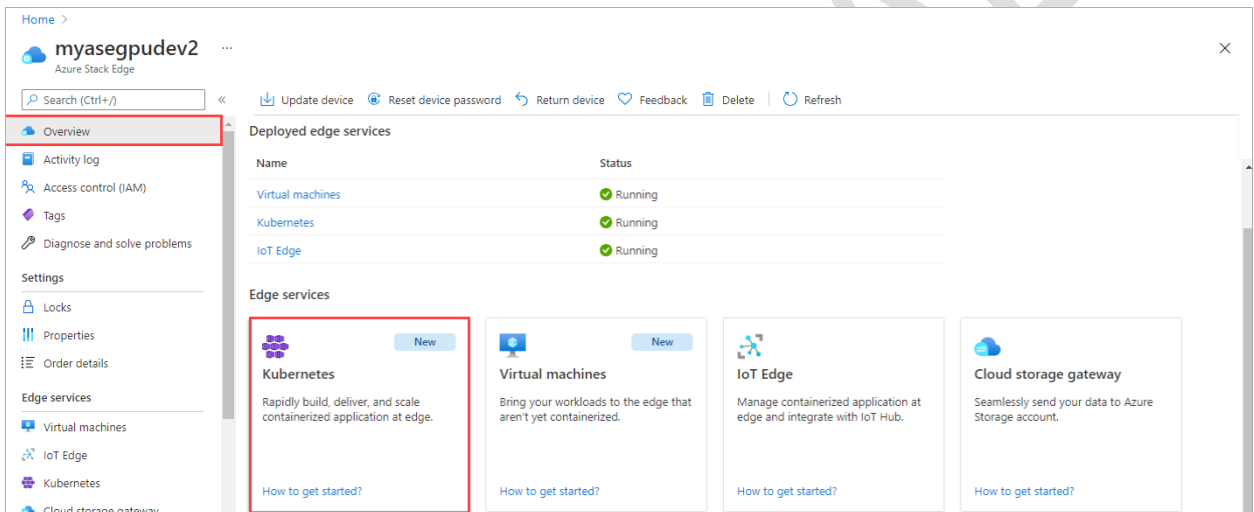 Home >
myasegpudev2 ...
Azure Stack Edge
Search (Ctrl+/) «
Update device Reset device password Return device Feedback Delete Refresh
Overview
Activity log
Access control (IAM)
Tags
Diagnose and solve problems
Settings
Locks
Properties
Order details
Edge services
Virtual machines
IoT Edge
Kubernetes
Cloud storage gateway
Deployed edge services
Name Status
Virtual machines Running
Kubernetes Running
IoT Edge Running
Edge services
New
Kubernetes
Rapidly build, deliver, and scale
containerized application at edge.
How to get started?
New
Virtual machines
Bring your workloads to the edge that
aren't yet containerized.
How to get started?
IoT Edge
Manage containerized application at
edge and integrate with IoT Hub.
How to get started?
Cloud storage gateway
Seamlessly send your data to Azure
Storage account.
How to get started?